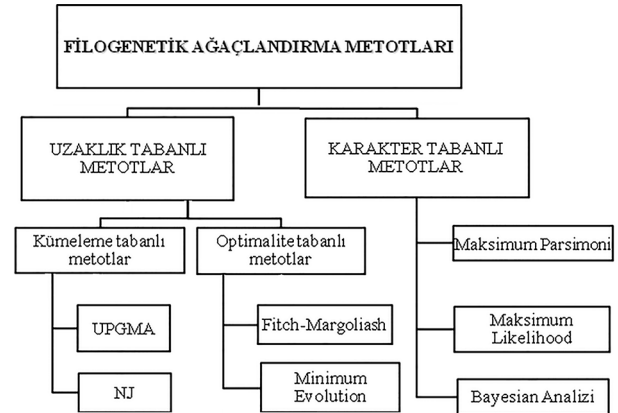 FİLOGENETİK AĞAÇLANDIRMA METOTLARI
UZAKLIK TABANLI
METOTLAR
KARAKTER TABANLI
METOTLAR
Kümeleme tabanlı
metotlar
Optimalite tabanlı
metotlar
Maksimum Parsimoni
UPGMA
Fitch-Margoliash
Maksimum
Likelihood
NJ
Minimum
Evolution
Bayesian Analizi